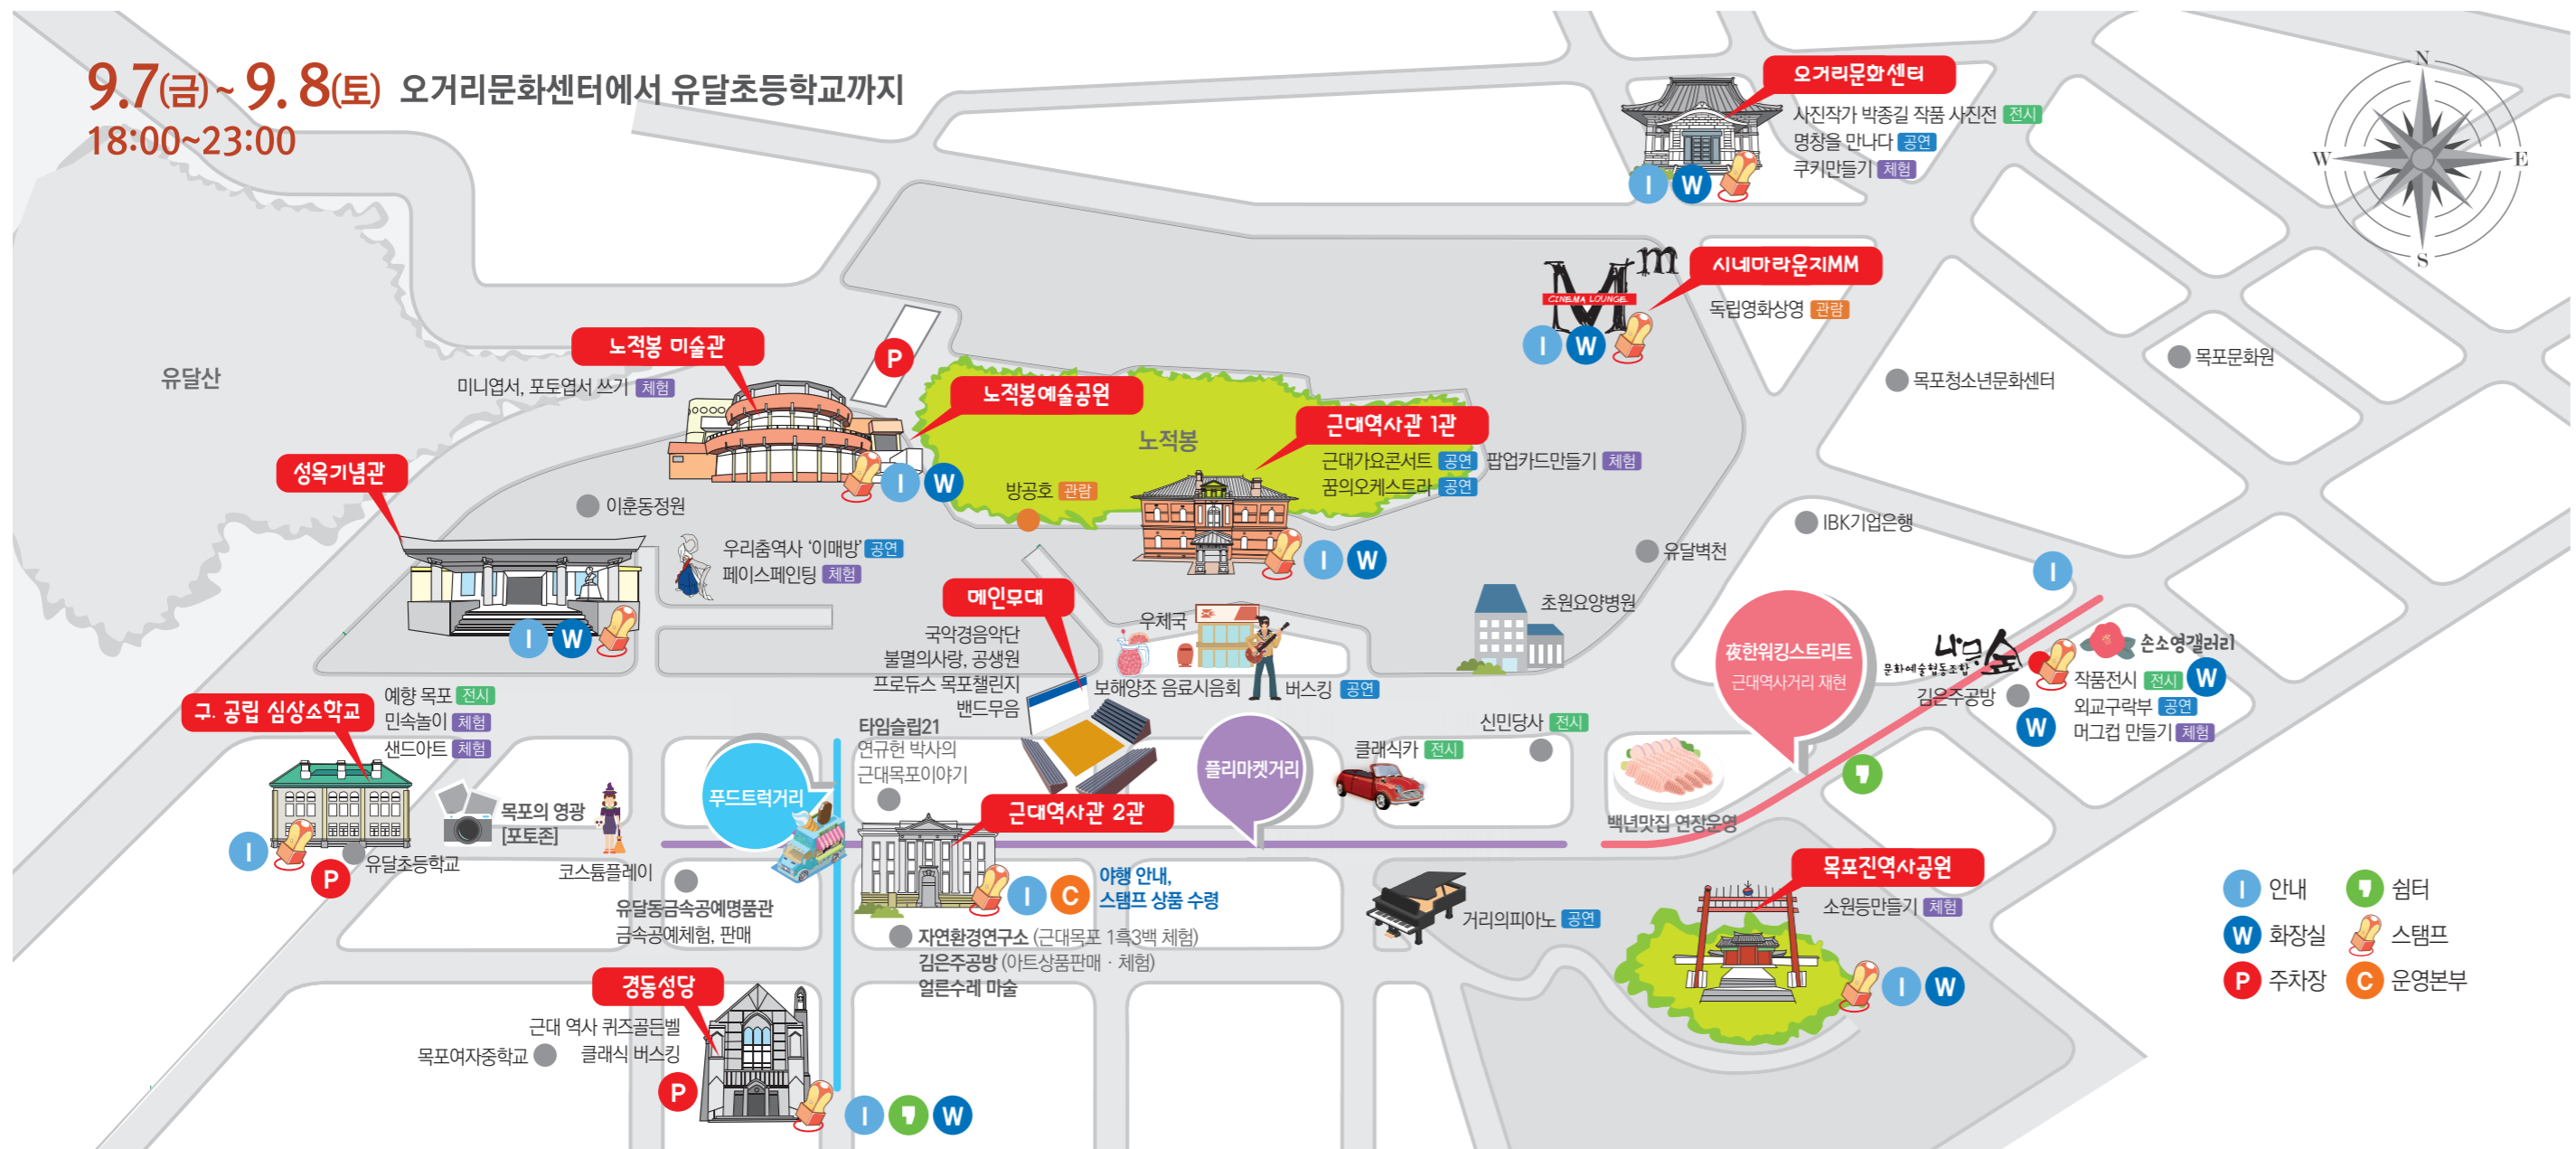 9.7(금) ~ 9. 8(토) 오거리문화센터에서 유달초등학교까지
18:00~23:00
오거리문화센터
사진작가 박종길 작품 사진전 전시
명창을 만나다 공연
쿠키만들기 체험
I W
N
W E
S
Mm
CINEMA LOUNGE
시네마라운지MM
독립영화상영 관람
I W
목포문화원
목포청소년문화센터
유달산
노적봉 미술관
미니엽서, 포토엽서 쓰기 체험
P
I W
노적봉예술공원
노적봉
방공호 관람
근대역사관 1관
근대가요콘서트 공연 팝업카드만들기 체험
꿈의오케스트라 공연
I W
성옥기념관
이훈동정원
우리춤역사 '이매방' 공연
페이스페인팅 체험
I W
IBK기업은행
유달벽천
I
초원요양병원
메인무대
국악경음악단
불멸의사랑, 공생원
프로듀스 목포챌린지
밴드무음
우체국
보해양조 음료시음회
버스킹 공연
夜한워킹스트리트
근대역사거리 재현
나무숲
문화예술협동조합
김은주공방
W
손소영갤러리
작품전시 전시 W
외교구락부 공연
머그컵 만들기 체험
구. 공립 심상소학교
예향 목포 전시
민속놀이 체험
샌드아트 체험
I
P
유달초등학교
목포의 영광
[포토존]
코스튬플레이
푸드트럭거리
타임슬립21
연규헌 박사의
근대목포이야기
플리마켓거리
클래식카 전시
신민당사 전시
백년맛집 연장운영
근대역사관 2관
I C
야행 안내,
스탬프 상품 수령
유달동금속공예명품관
금속공예체험, 판매
자연환경연구소 (근대목포 1흑3백 체험)
김은주공방 (아트상품판매 · 체험)
얼른수레 마술
거리의피아노 공연
목포진역사공원
소원등만들기 체험
I W
경동성당
근대 역사 퀴즈골든벨
클래식 버스킹
목포여자중학교
P
I W
I 안내 쉼터
W 화장실 스탬프
P 주차장 C 운영본부